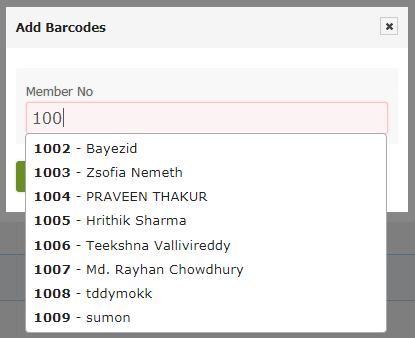 Add Barcodes
Member No
100
1002 - Bayezid
1003 - Zsofia Nemeth
1004 - PRAVEEN THAKUR
1005 - Hrithik Sharma
1006 - Teekshna Vallivireddy
1007 - Md. Rayhan Chowdhury
1008 - tddymokk
1009 - sumon